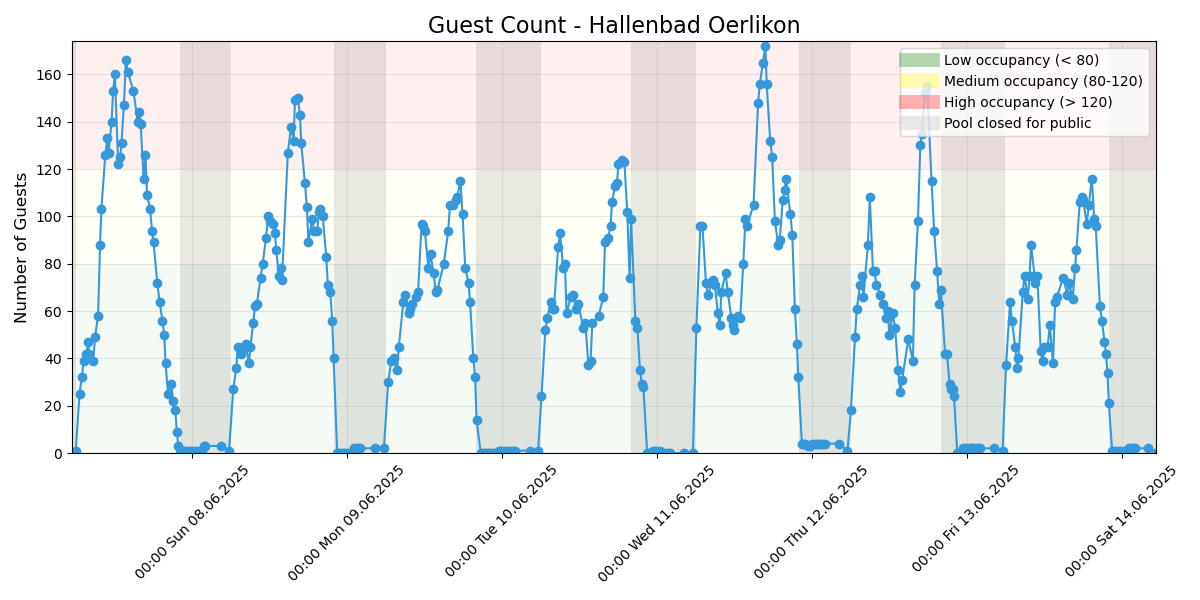 Guest Count - Hallenbad Oerlikon
Number of Guests
160
140
120
100
80
60
40
20
0
Low occupancy (< 80)
Medium occupancy (80-120)
High occupancy (> 120)
Pool closed for public
00:00 Sun 08.06.2025
00:00 Mon 09.06.2025
00:00 Tue 10.06.2025
00:00 Wed 11.06.2025
00:00 Thu 12.06.2025
00:00 Fri 13.06.2025
00:00 Sat 14.06.2025